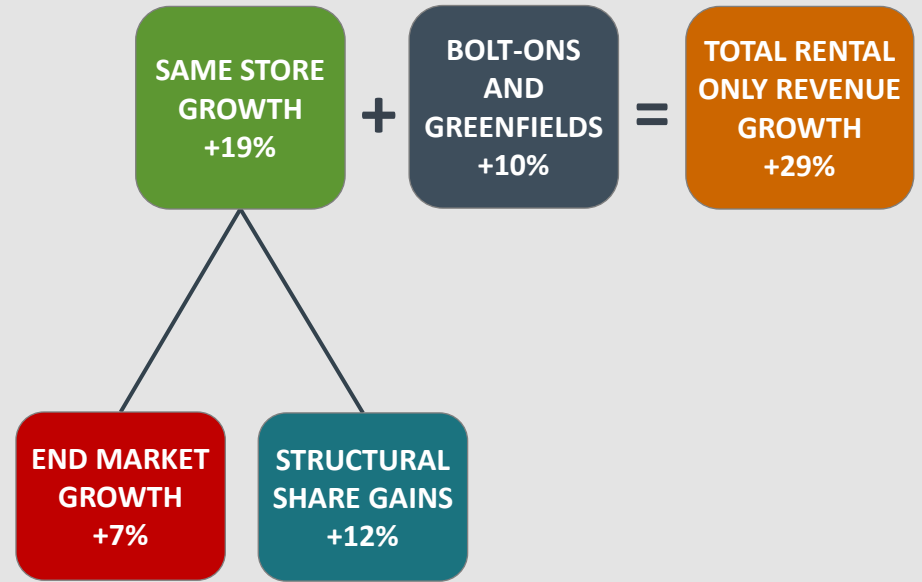 SAME STORE
GROWTH
+19%
+
BOLT-ONS
AND
GREENFIELDS
+10%
=
TOTAL RENTAL
ONLY REVENUE
GROWTH
+29%
END MARKET
GROWTH
+7%
STRUCTURAL
SHARE GAINS
+12%